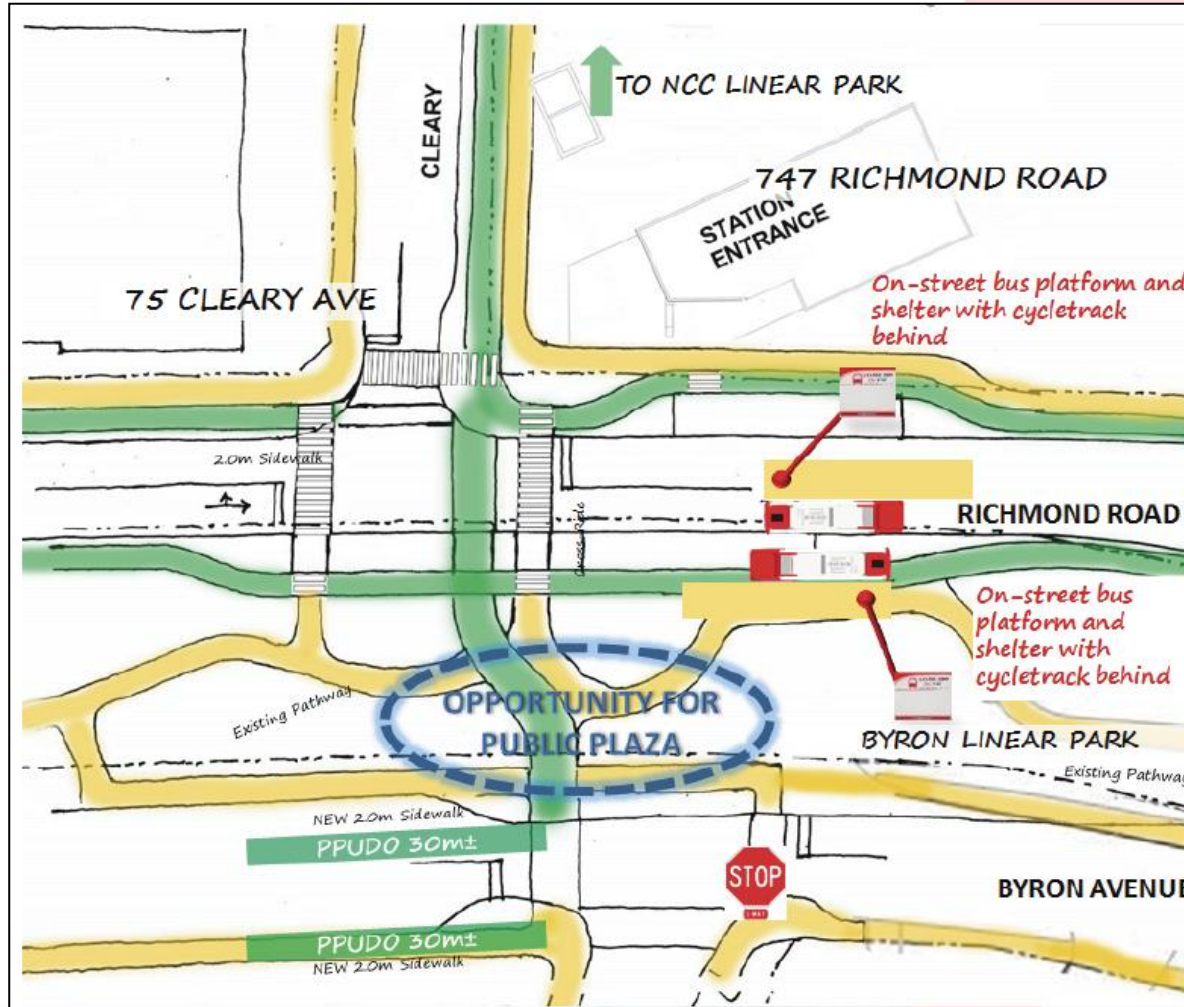 TO NCC LINEAR PARK
CLEARY
747 RICHMOND ROAD
STATION
ENTRANCE
75 CLEARY AVE
On-street bus platform and
shelter with cycletrack
behind
2.0m Sidewalk
Cross-Ride
RICHMOND ROAD
On-street bus
platform and
shelter with
cycletrack behind
OPPORTUNITY FOR
PUBLIC PLAZA
Existing Pathway
BYRON LINEAR PARK
Existing Pathway
NEW 2.0m Sidewalk
PPUDO 30m±
STOP
BYRON AVENUE
PPUDO 30m±
NEW 2.0m Sidewalk